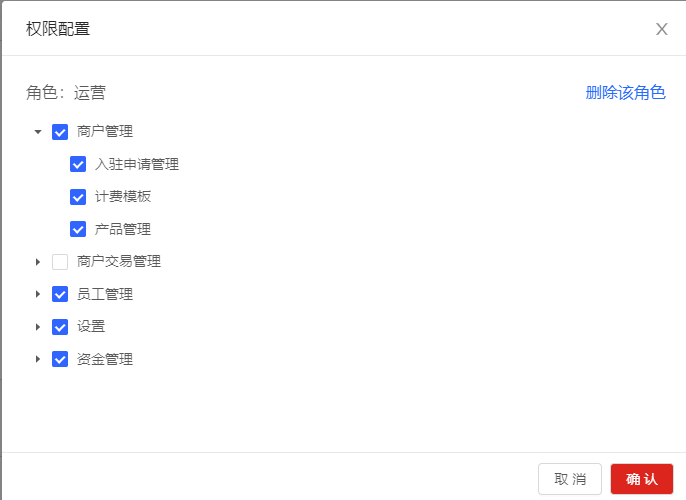 权限配置
角色：运营
删除该角色
商户管理
入驻申请管理
计费模板
产品管理
商户交易管理
员工管理
设置
资金管理
取 消
确 认